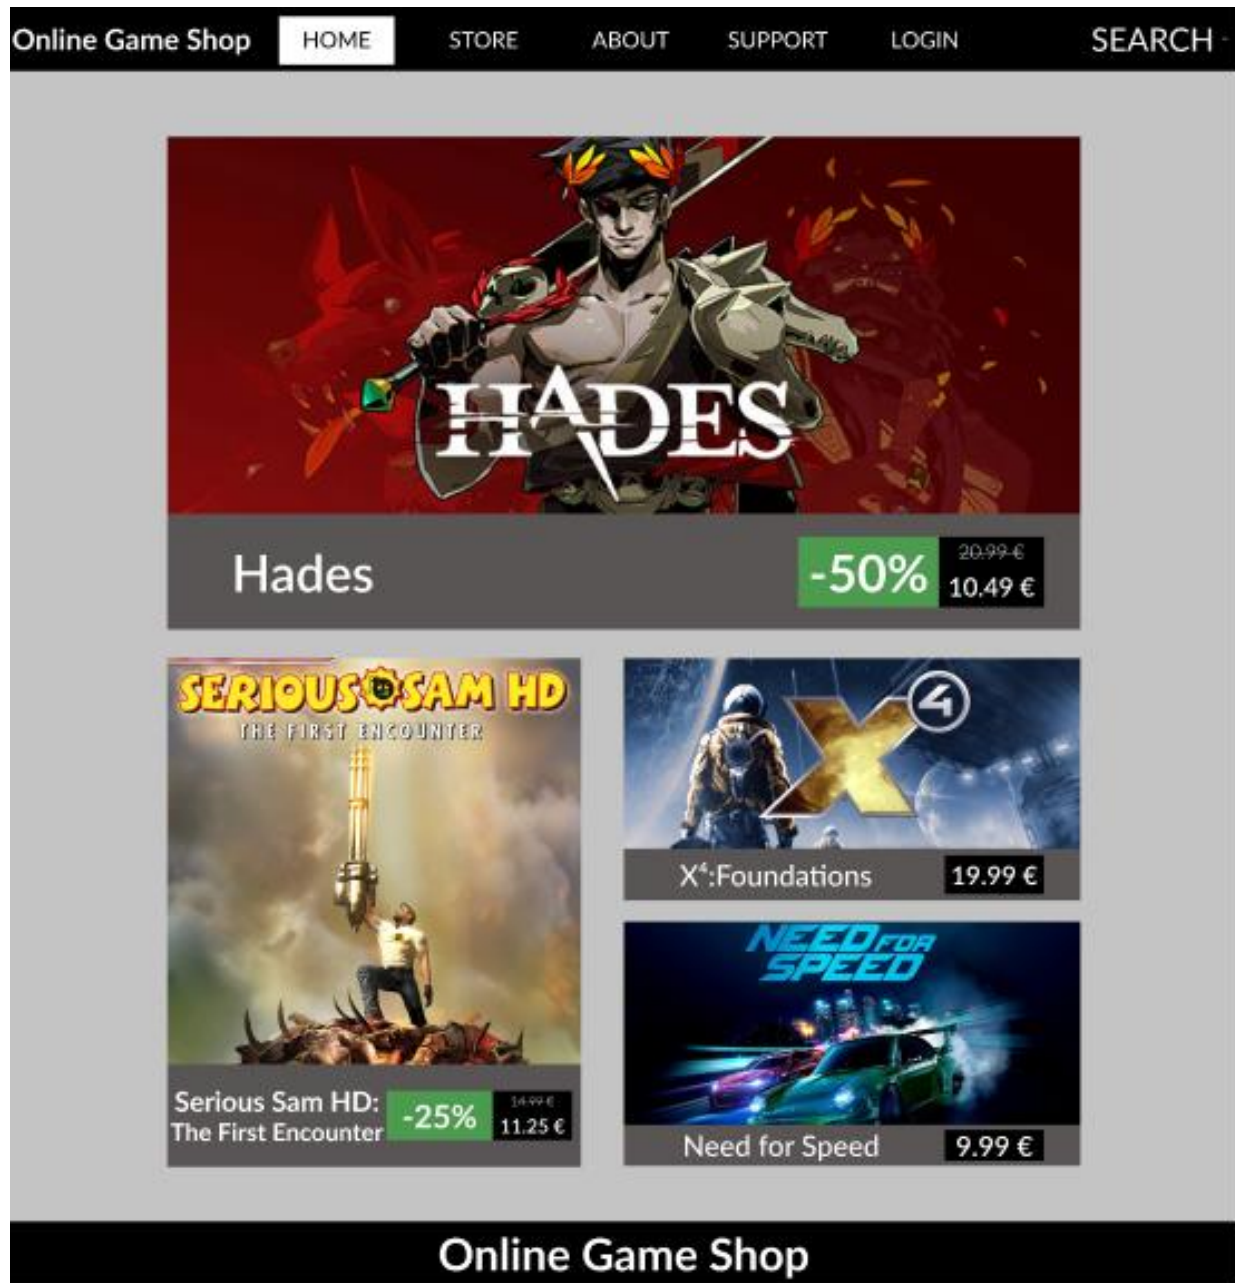 Online Game Shop HOME STORE ABOUT SUPPORT LOGIN SEARCH
HADES
Hades
-50%
20.99 €
10.49 €
SERIOUS SAM HD
THE FIRST ENCOUNTER
Serious Sam HD:
The First Encounter
-25%
14.99 €
11.25 €
X4
X⁴:Foundations 19.99 €
NEED FOR
SPEED
Need for Speed 9.99 €
Online Game Shop